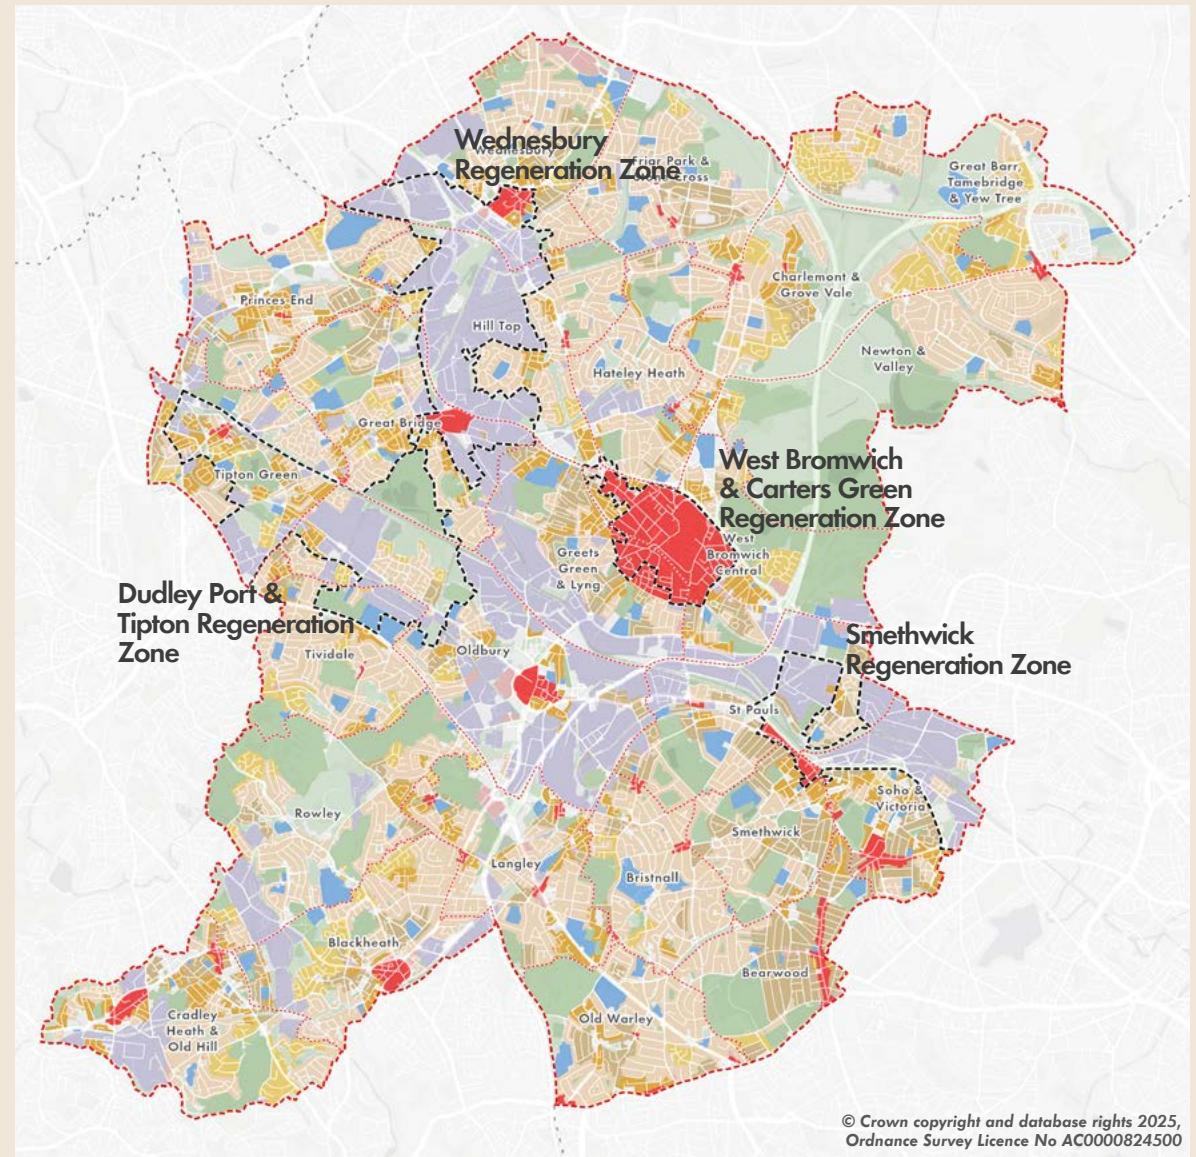 Wednesbury
Regeneration Zone
Wednesbury
Friar Park &
Cross
Great Barr,
Tamebridge
& Yew Tree
Charlemont &
Grove Vale
Princes End
Hill Top
Newton &
Valley
Hateley Heath
Great Bridge
Tipton Green
West Bromwich
& Carters Green
Regeneration Zone
West
Bromwich
Central
Greets
Green
& Lyng
Dudley Port &
Tipton Regeneration
Zone
Tividale
Oldbury
Smethwick
Regeneration Zone
St Pauls
Soho &
Victoria
Rowley
Smethwick
Langley
Bristnall
Blackheath
Bearwood
Cradley
Heath &
Old Hill
Old Warley
© Crown copyright and database rights 2025,
Ordnance Survey Licence No AC0000824500